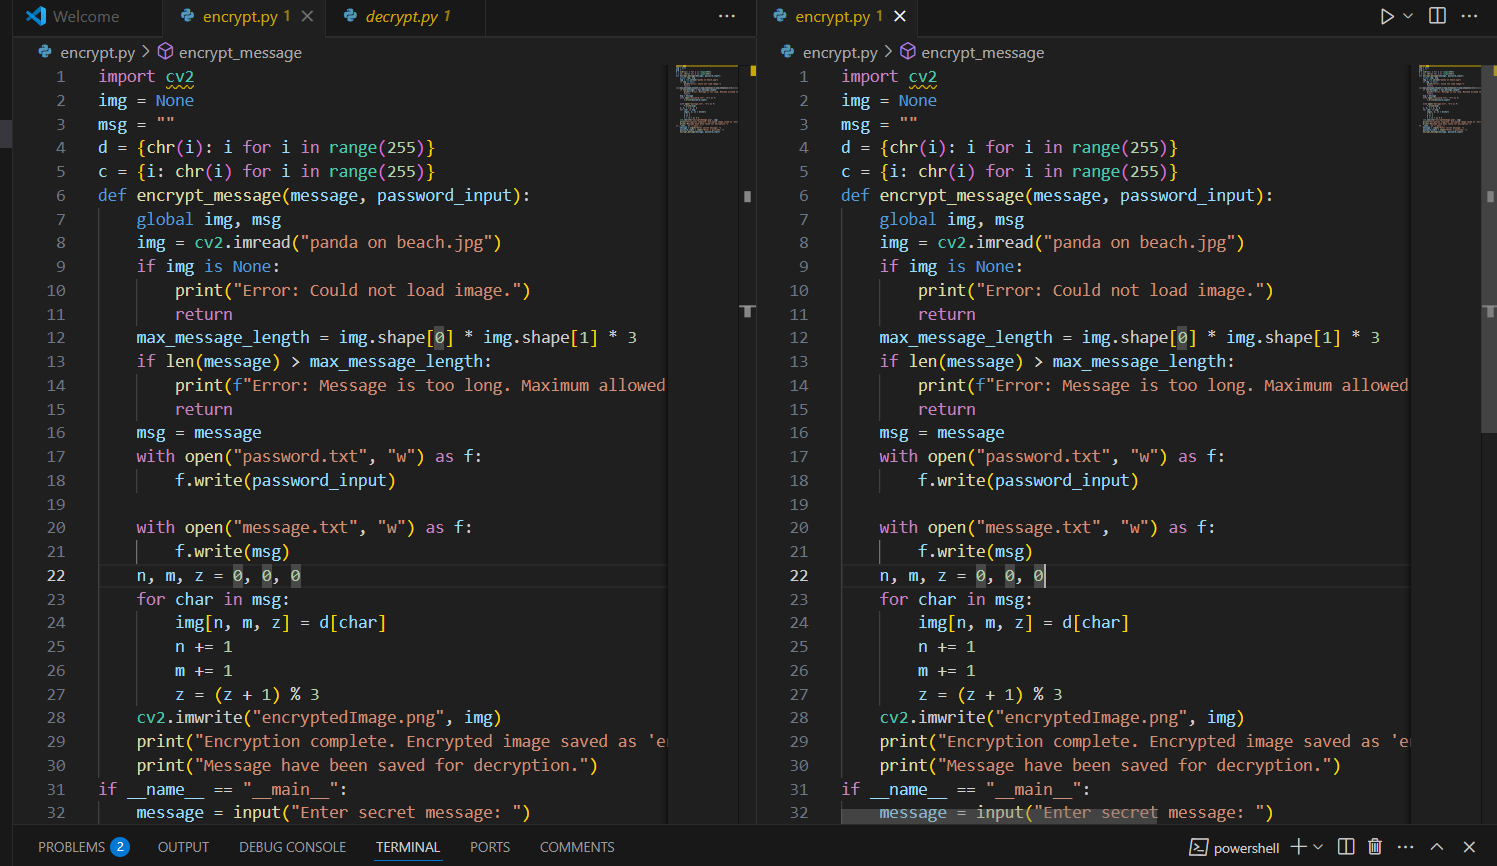 Welcome
encrypt.py 1
decrypt.py 1
encrypt.py > encrypt_message
1 import cv2
2 img = None
3 msg = ""
4 d = {chr(i): i for i in range(255)}
5 c = {i: chr(i) for i in range(255)}
6 def encrypt_message(message, password_input):
7     global img, msg
8     img = cv2.imread("panda on beach.jpg")
9     if img is None:
10         print("Error: Could not load image.")
11         return
12     max_message_length = img.shape[0] * img.shape[1] * 3
13     if len(message) > max_message_length:
14         print(f"Error: Message is too long. Maximum allowed
15         return
16     msg = message
17     with open("password.txt", "w") as f:
18         f.write(password_input)
19
20     with open("message.txt", "w") as f:
21         f.write(msg)
22     n, m, z = 0, 0, 0
23     for char in msg:
24         img[n, m, z] = d[char]
25         n += 1
26         m += 1
27         z = (z + 1) % 3
28     cv2.imwrite("encryptedImage.png", img)
29     print("Encryption complete. Encrypted image saved as 'e
30     print("Message have been saved for decryption.")
31 if __name__ == "__main__":
32     message = input("Enter secret message: ")
encrypt.py 1
encrypt.py > encrypt_message
1 import cv2
2 img = None
3 msg = ""
4 d = {chr(i): i for i in range(255)}
5 c = {i: chr(i) for i in range(255)}
6 def encrypt_message(message, password_input):
7     global img, msg
8     img = cv2.imread("panda on beach.jpg")
9     if img is None:
10         print("Error: Could not load image.")
11         return
12     max_message_length = img.shape[0] * img.shape[1] * 3
13     if len(message) > max_message_length:
14         print(f"Error: Message is too long. Maximum allowed
15         return
16     msg = message
17     with open("password.txt", "w") as f:
18         f.write(password_input)
19
20     with open("message.txt", "w") as f:
21         f.write(msg)
22     n, m, z = 0, 0, 0
23     for char in msg:
24         img[n, m, z] = d[char]
25         n += 1
26         m += 1
27         z = (z + 1) % 3
28     cv2.imwrite("encryptedImage.png", img)
29     print("Encryption complete. Encrypted image saved as 'e
30     print("Message have been saved for decryption.")
31 if __name__ == "__main__":
32     message = input("Enter secret message: ")
PROBLEMS 2 OUTPUT DEBUG CONSOLE TERMINAL PORTS COMMENTS powershell